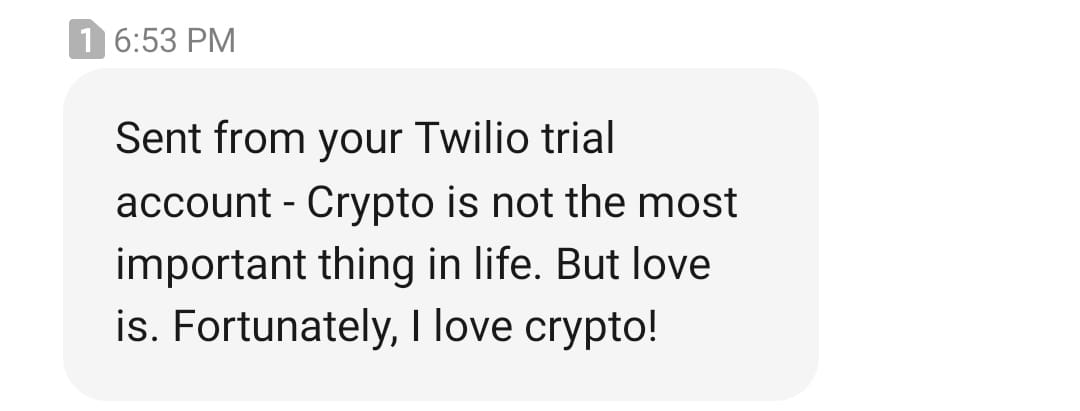 1 6:53 PM
Sent from your Twilio trial
account - Crypto is not the most
important thing in life. But love
is. Fortunately, I love crypto!